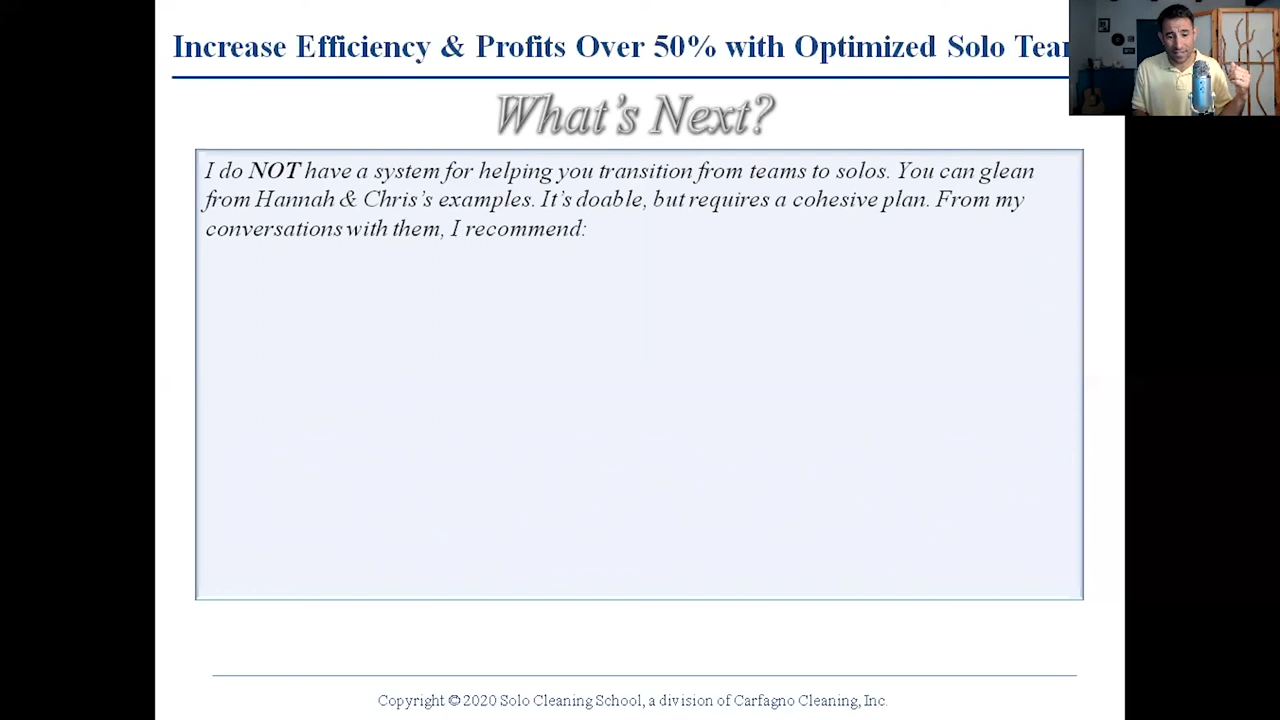 Increase Efficiency & Profits Over 50% with Optimized Solo
What's Next?
I do NOT have a system for helping you transition from teams to solos. You can glean
from Hannah & Chris's examples. It's doable, but requires a cohesive plan. From my
conversations with them, I recommend:
Copyright © 2020 Solo Cleaning School, a division of Carfagno Cleaning, Inc.